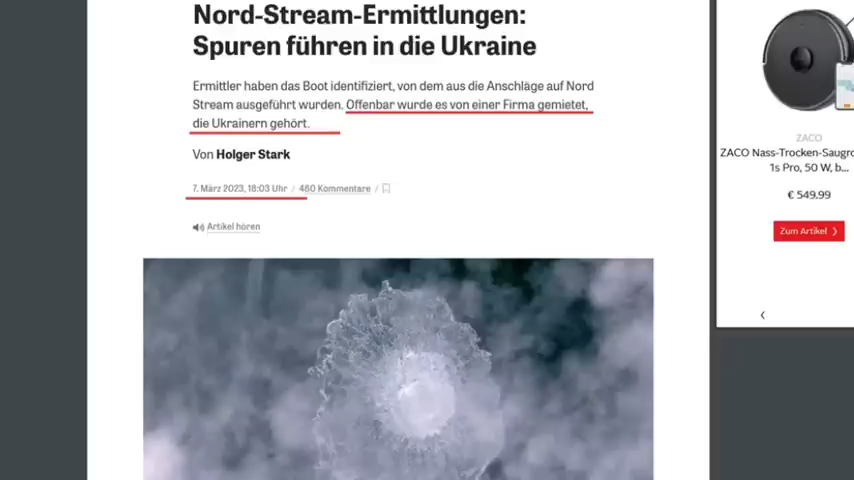 Nord-Stream-Ermittlungen:
Spuren führen in die Ukraine
Ermittler haben das Boot identifiziert, von dem aus die Anschläge auf Nord
Stream ausgeführt wurden. Offenbar wurde es von einer Firma gemietet,
die Ukrainern gehört.
Von Holger Stark
7. März 2023, 18:03 Uhr / 460 Kommentare /
Artikel hören
ZACO
ZACO Nass-Trocken-Saugro
1s Pro, 50 W, b...
€ 549,99
Zum Artikel